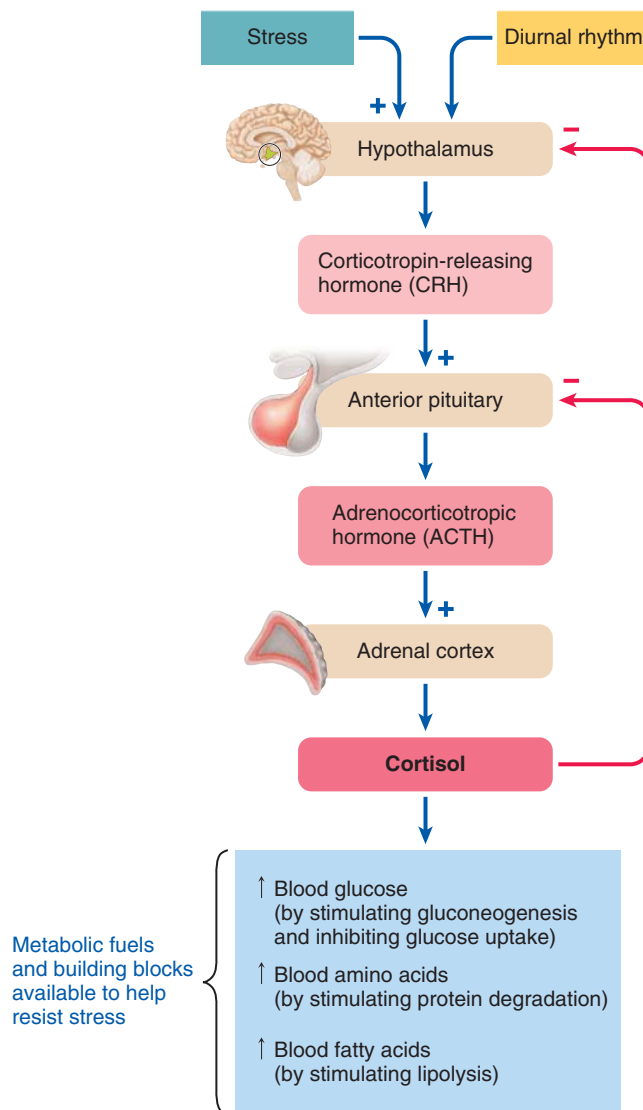 Stress
Diurnal rhythm
+
−
Hypothalamus
Corticotropin-releasing
hormone (CRH)
+
−
Anterior pituitary
Adrenocorticotropic
hormone (ACTH)
+
Adrenal cortex
Cortisol
Metabolic fuels
and building blocks
available to help
resist stress
↑ Blood glucose
(by stimulating gluconeogenesis
and inhibiting glucose uptake)
↑ Blood amino acids
(by stimulating protein degradation)
↑ Blood fatty acids
(by stimulating lipolysis)